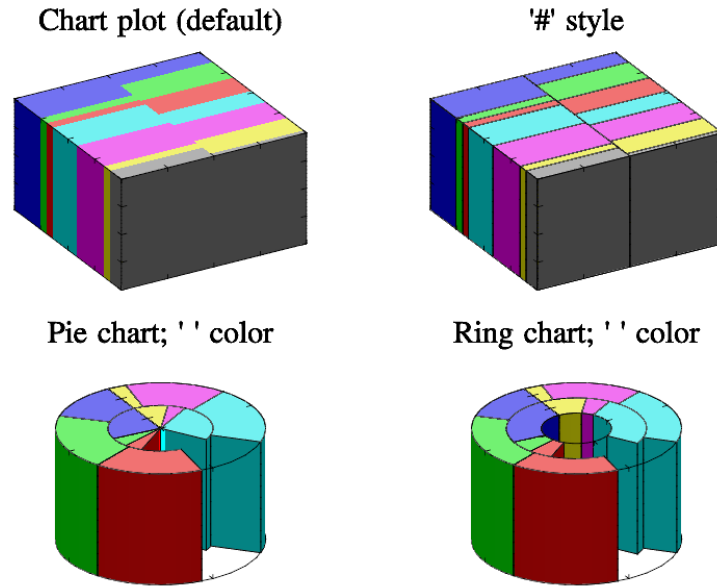 Chart plot (default)
'#' style
Pie chart; ' ' color
Ring chart; ' ' color